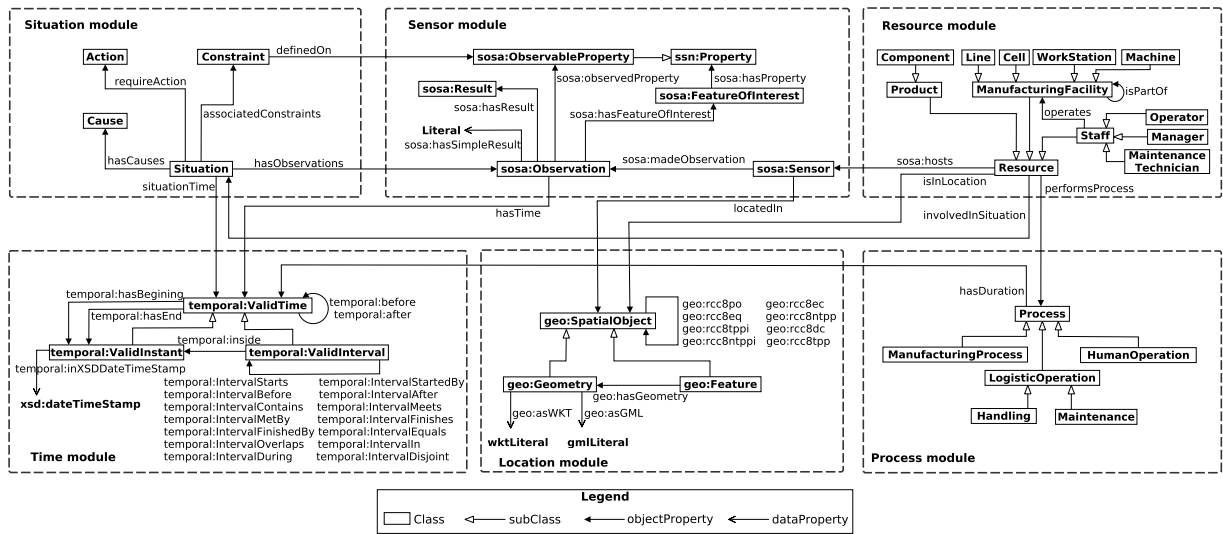 Situation module
Action
Constraint
definedOn
requireAction
associatedConstraints
Cause
hasCauses
Situation
hasObservations
situationTime
Sensor module
sosa:ObservableProperty
ssn:Property
sosa:observedProperty
sosa:hasProperty
sosa:Result
sosa:FeatureOfInterest
sosa:hasResult
sosa:hasFeatureOfInterest
Literal
sosa:hasSimpleResult
sosa:madeObservation
sosa:Observation
sosa:Sensor
sosa:hosts
hasTime
locatedIn
Resource module
Component
Line
Cell
WorkStation
Machine
Product
ManufacturingFacility
isPartOf
operates
Operator
Staff
Manager
Maintenance
Technician
Resource
isInLocation
performsProcess
involvedInSituation
temporal:hasBegining
temporal:ValidTime
temporal:before
temporal:after
temporal:hasEnd
temporal:inside
temporal:ValidInstant
temporal:ValidInterval
temporal:inXSDDateTimeStamp
xsd:dateTimeStamp
temporal:IntervalStarts
temporal:IntervalBefore
temporal:IntervalContains
temporal:IntervalMetBy
temporal:IntervalFinishedBy
temporal:IntervalOverlaps
temporal:IntervalDuring
temporal:IntervalStartedBy
temporal:IntervalAfter
temporal:IntervalMeets
temporal:IntervalFinishes
temporal:IntervalEquals
temporal:IntervalIn
temporal:IntervalDisjoint
Time module
geo:SpatialObject
geo:rcc8po
geo:rcc8eq
geo:rcc8tppi
geo:rcc8ntppi
geo:rcc8ec
geo:rcc8ntpp
geo:rcc8dc
geo:rcc8tpp
geo:Geometry
geo:Feature
geo:hasGeometry
geo:asWKT
geo:asGML
wktLiteral
gmlLiteral
Location module
hasDuration
Process
ManufacturingProcess
HumanOperation
LogisticOperation
Handling
Maintenance
Process module
Legend
Class
subClass
objectProperty
dataProperty